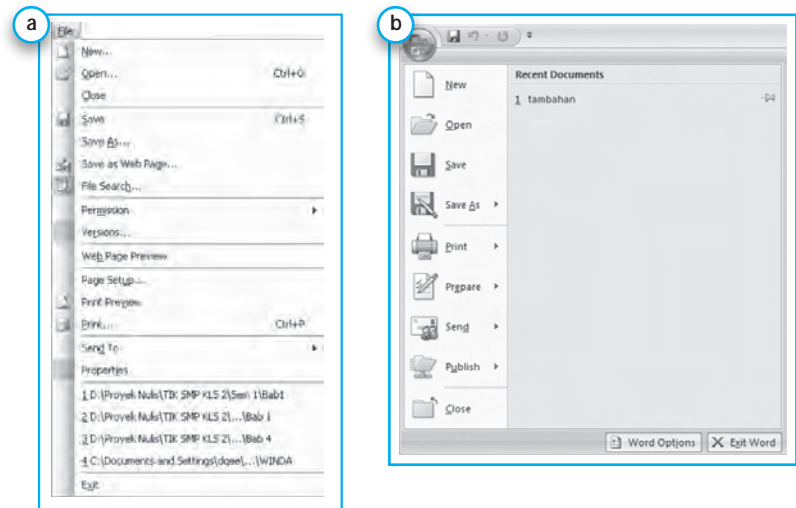 a
File
New...
Open... Ctrl+O
Close
Save Ctrl+S
Save As...
Save as Web Page...
File Search...
Permission
Versions...
Web Page Preview
Page Setup...
Print Preview
Print... Ctrl+P
Send To
Properties
1 D:\Proyek Nulis\TIK SMP KLS 2\Sem 1\Bab1
2 D:\Proyek Nulis\TIK SMP KLS 2\...\Bab 1
3 D:\Proyek Nulis\TIK SMP KLS 2\...\Bab 4
4 C:\Documents and Settings\...\WINDA
Exit
b
Recent Documents
New
1 tambahan
Open
Save
Save As
Print
Prepare
Send
Publish
Close
Word Options Exit Word